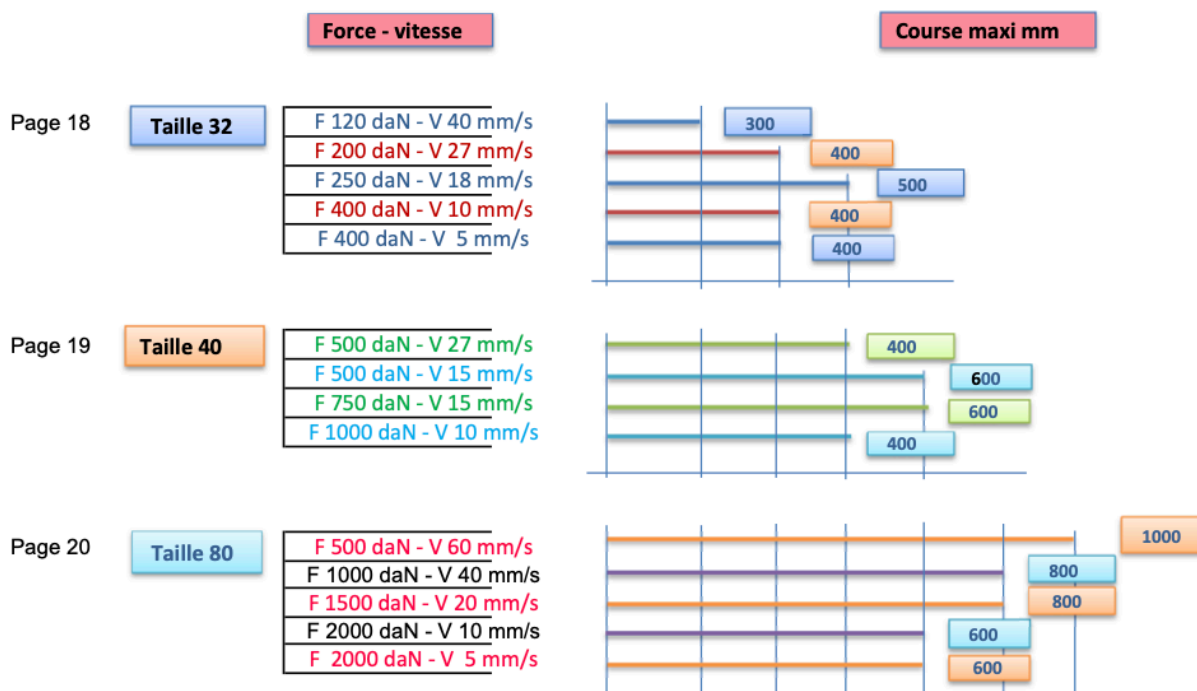 Force - vitesse
Course maxi mm
Page 18
Taille 32
F 120 daN - V 40 mm/s
300
F 200 daN - V 27 mm/s
400
F 250 daN - V 18 mm/s
500
F 400 daN - V 10 mm/s
400
F 400 daN - V 5 mm/s
400
Page 19
Taille 40
F 500 daN - V 27 mm/s
400
F 500 daN - V 15 mm/s
600
F 750 daN - V 15 mm/s
600
F 1000 daN - V 10 mm/s
400
Page 20
Taille 80
F 500 daN - V 60 mm/s
1000
F 1000 daN - V 40 mm/s
800
F 1500 daN - V 20 mm/s
800
F 2000 daN - V 10 mm/s
600
F 2000 daN - V 5 mm/s
600